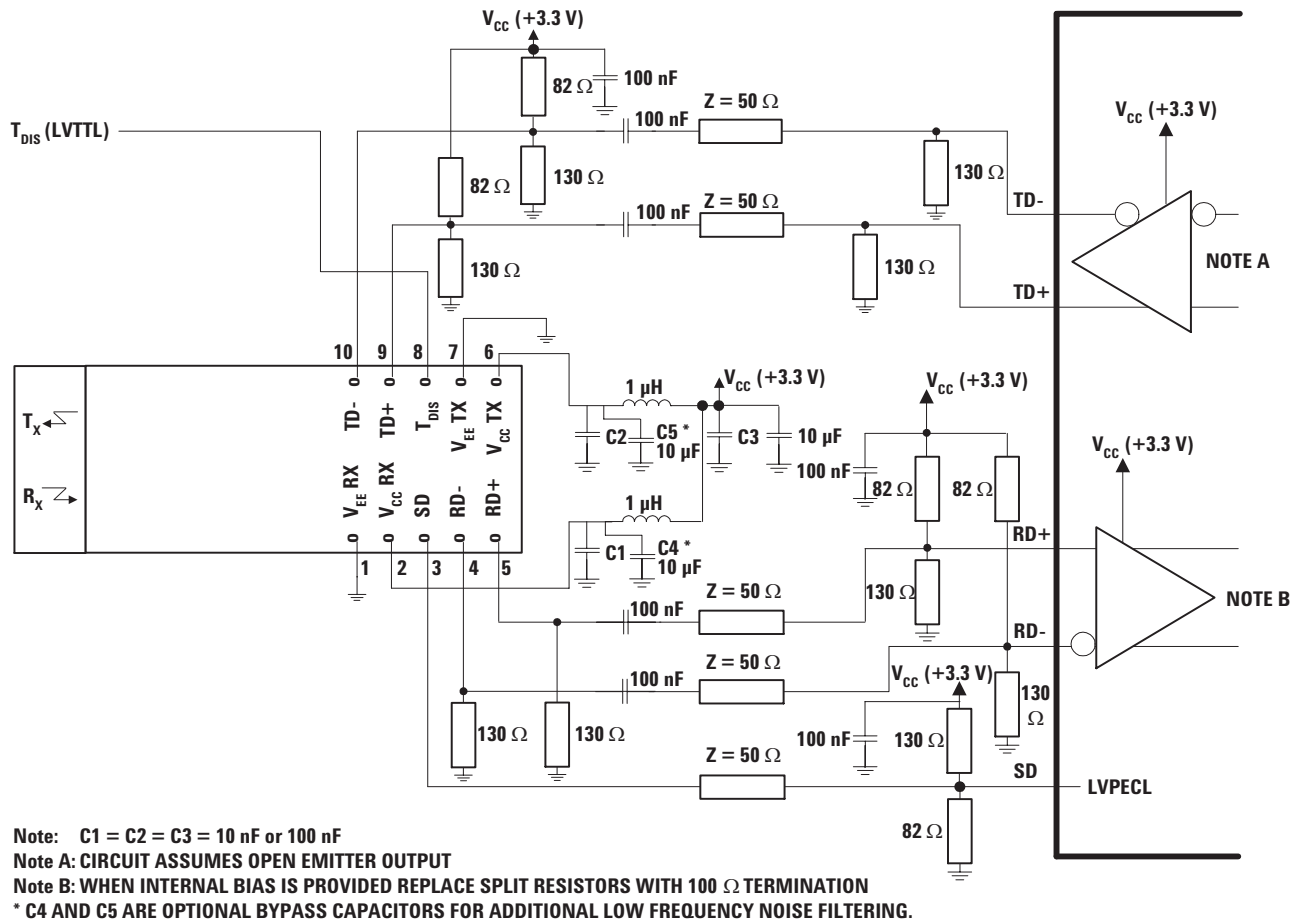 V_CC (+3.3 V)
82 Ω
100 nF
Z = 50 Ω
100 nF
T_DIS (LVTTL)
V_CC (+3.3 V)
82 Ω
130 Ω
130 Ω
TD-
Z = 50 Ω
100 nF
130 Ω
130 Ω
NOTE A
TD+
10 9 8 7 6
TD-
TD+
T_DIS
V_EE TX
V_CC TX
T_X
R_X
V_EE RX
V_CC RX
SD
RD-
RD+
1 2 3 4 5
1 µH
V_CC (+3.3 V)
C2
C5 *
10 µF
C3
10 µF
1 µH
C1
C4 *
10 µF
V_CC (+3.3 V)
100 nF
82 Ω
82 Ω
V_CC (+3.3 V)
RD+
130 Ω
NOTE B
Z = 50 Ω
100 nF
RD-
Z = 50 Ω
100 nF
V_CC (+3.3 V)
130
Ω
130 Ω
130 Ω
100 nF
130 Ω
Z = 50 Ω
SD
LVPECL
82 Ω
Note: C1 = C2 = C3 = 10 nF or 100 nF
Note A: CIRCUIT ASSUMES OPEN EMITTER OUTPUT
Note B: WHEN INTERNAL BIAS IS PROVIDED REPLACE SPLIT RESISTORS WITH 100 Ω TERMINATION
* C4 AND C5 ARE OPTIONAL BYPASS CAPACITORS FOR ADDITIONAL LOW FREQUENCY NOISE FILTERING.